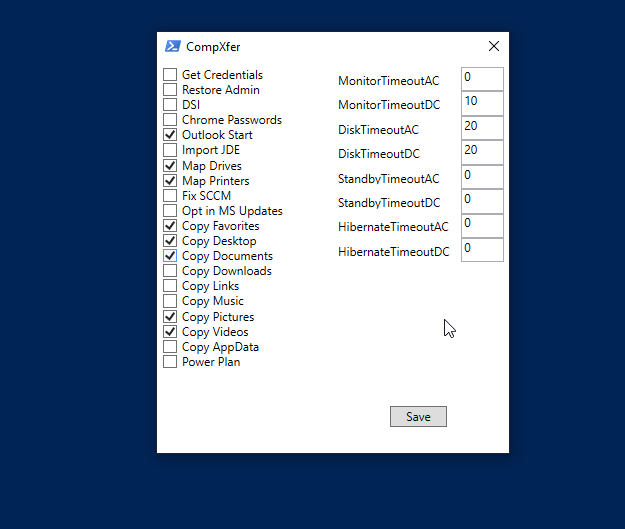 CompXfer
Get Credentials
Restore Admin
DSI
Chrome Passwords
Outlook Start
Import JDE
Map Drives
Map Printers
Fix SCCM
Opt in MS Updates
Copy Favorites
Copy Desktop
Copy Documents
Copy Downloads
Copy Links
Copy Music
Copy Pictures
Copy Videos
Copy AppData
Power Plan
MonitorTimeoutAC 0
MonitorTimeoutDC 10
DiskTimeoutAC 20
DiskTimeoutDC 20
StandbyTimeoutAC 0
StandbyTimeoutDC 0
HibernateTimeoutAC 0
HibernateTimeoutDC 0
Save